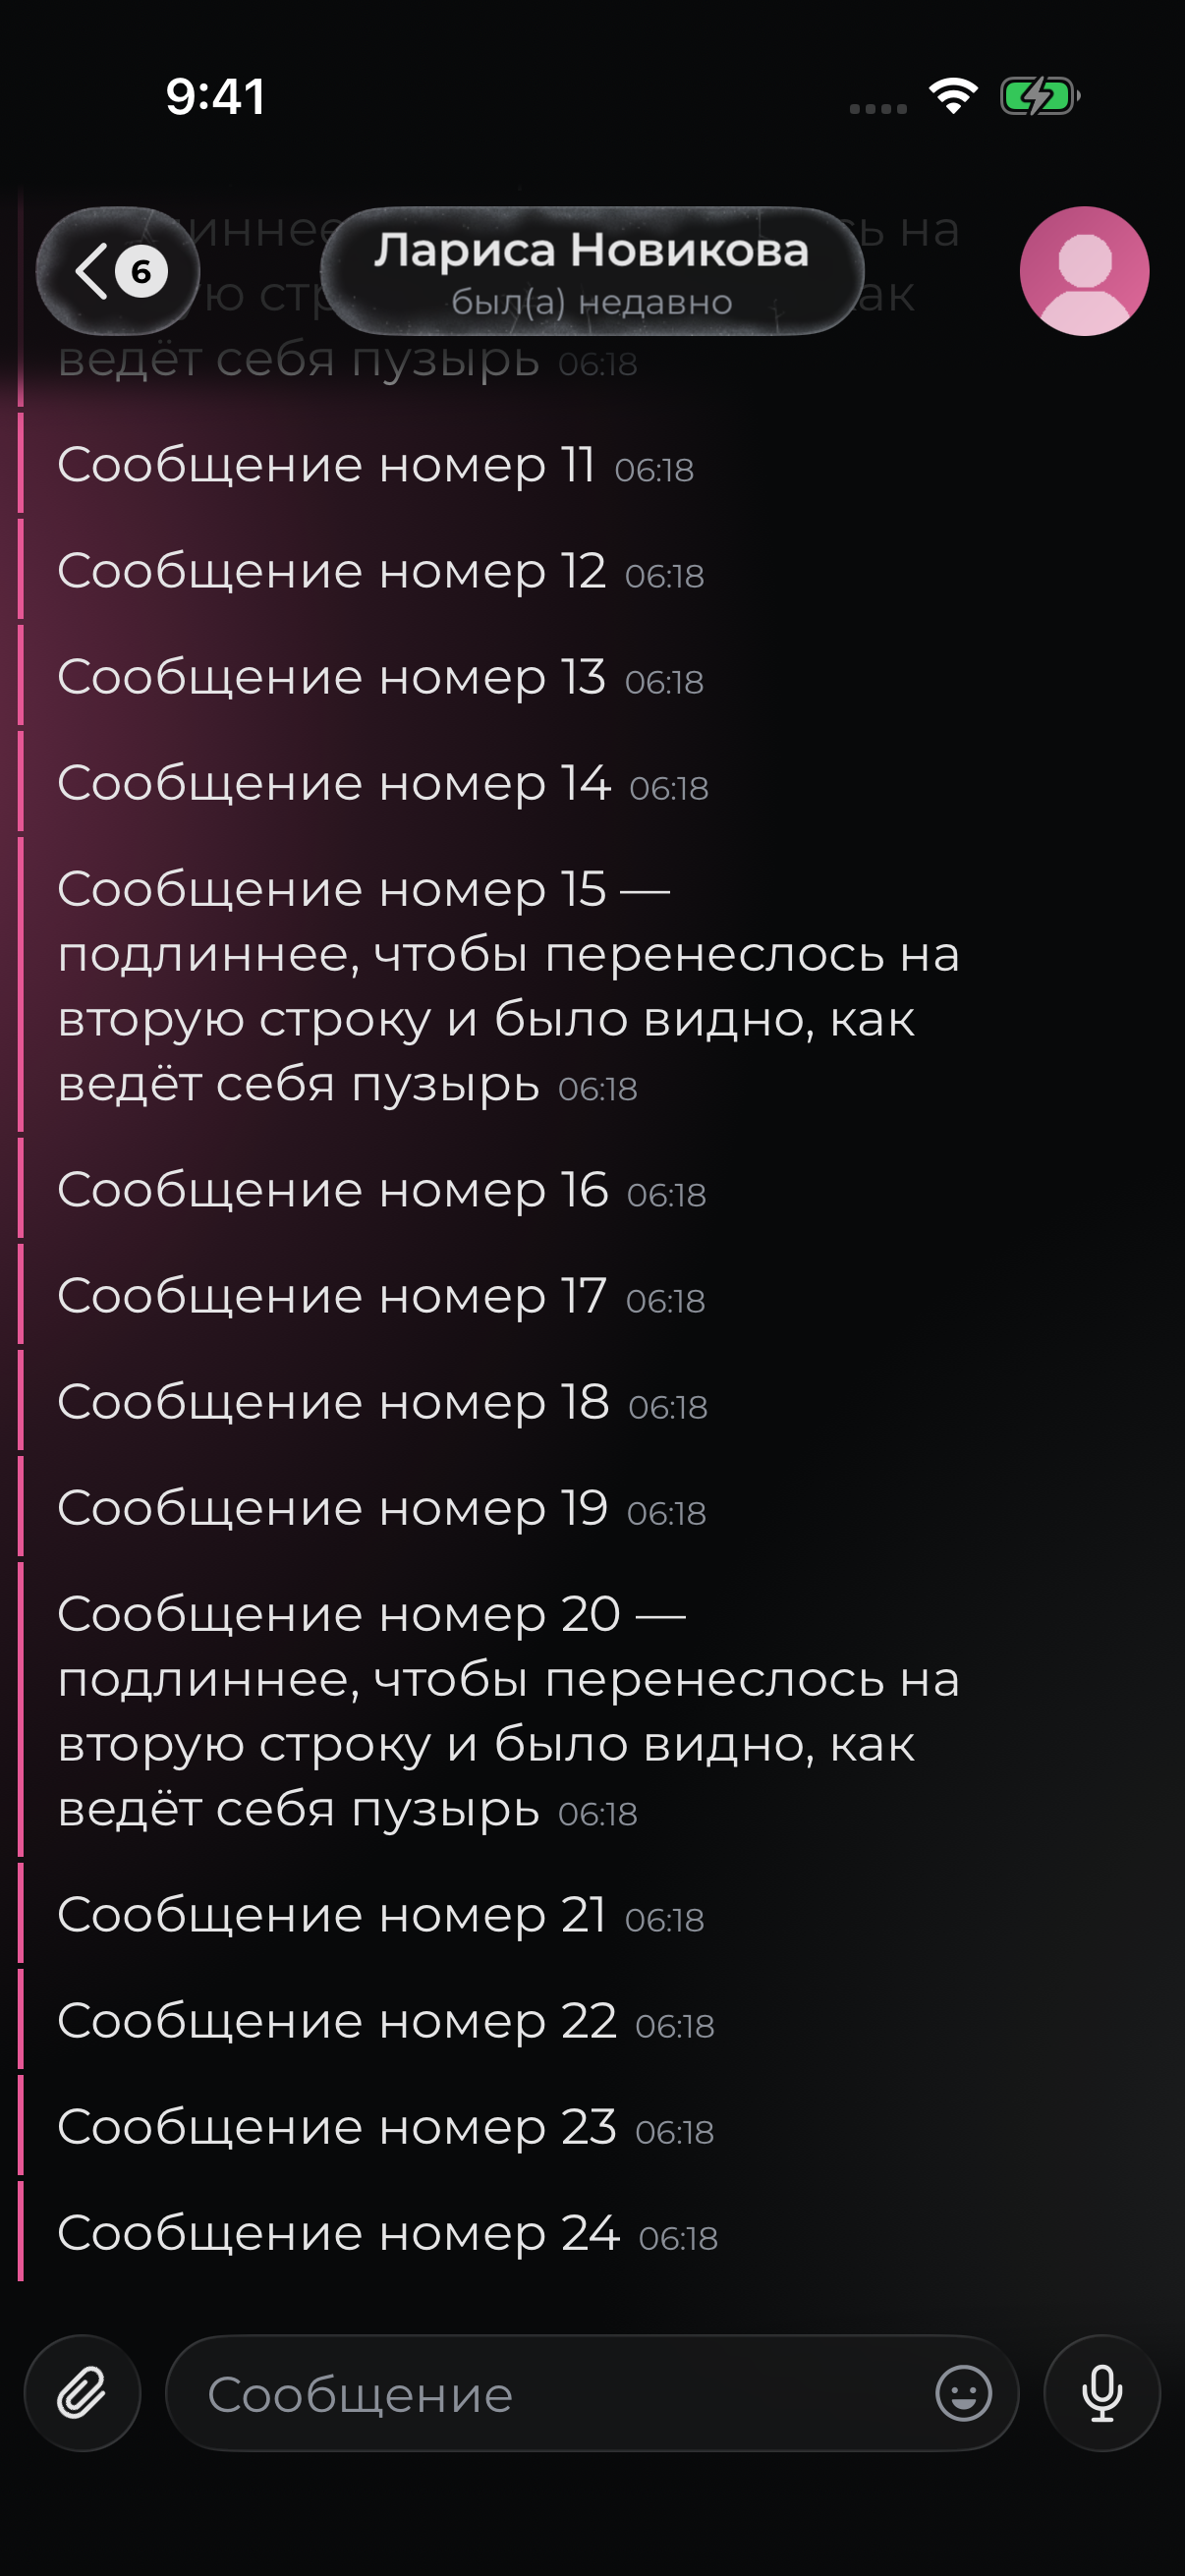 9:41
иннее
сь на
6
Лариса Новикова
ю стр
ак
был(а) недавно
ведёт себя пузырь 06:18
Сообщение номер 11 06:18
Сообщение номер 12 06:18
Сообщение номер 13 06:18
Сообщение номер 14 06:18
Сообщение номер 15 —
подлиннее, чтобы перенеслось на
вторую строку и было видно, как
ведёт себя пузырь 06:18
Сообщение номер 16 06:18
Сообщение номер 17 06:18
Сообщение номер 18 06:18
Сообщение номер 19 06:18
Сообщение номер 20 —
подлиннее, чтобы перенеслось на
вторую строку и было видно, как
ведёт себя пузырь 06:18
Сообщение номер 21 06:18
Сообщение номер 22 06:18
Сообщение номер 23 06:18
Сообщение номер 24 06:18
Сообщение